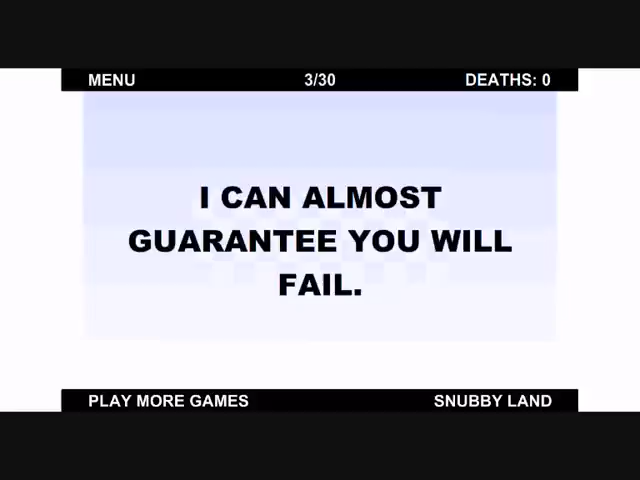 MENU 3/30 DEATHS: 0
I CAN ALMOST
GUARANTEE YOU WILL
FAIL.
PLAY MORE GAMES SNUBBY LAND